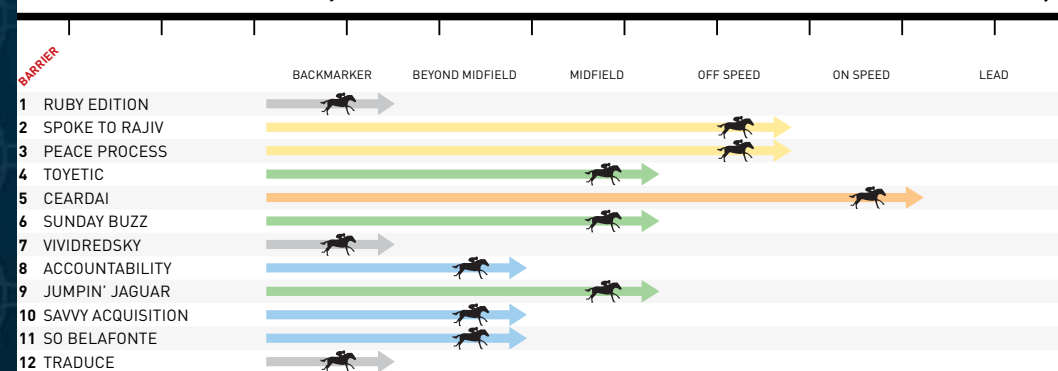 BARRIER
BACKMARKER BEYOND MIDFIELD MIDFIELD OFF SPEED ON SPEED LEAD
1 RUBY EDITION
2 SPOKE TO RAJIV
3 PEACE PROCESS
4 TOYETIC
5 CEARDAI
6 SUNDAY BUZZ
7 VIVIDREDSKY
8 ACCOUNTABILITY
9 JUMPIN’ JAGUAR
10 SAVVY ACQUISITION
11 SO BELAFONTE
12 TRADUCE